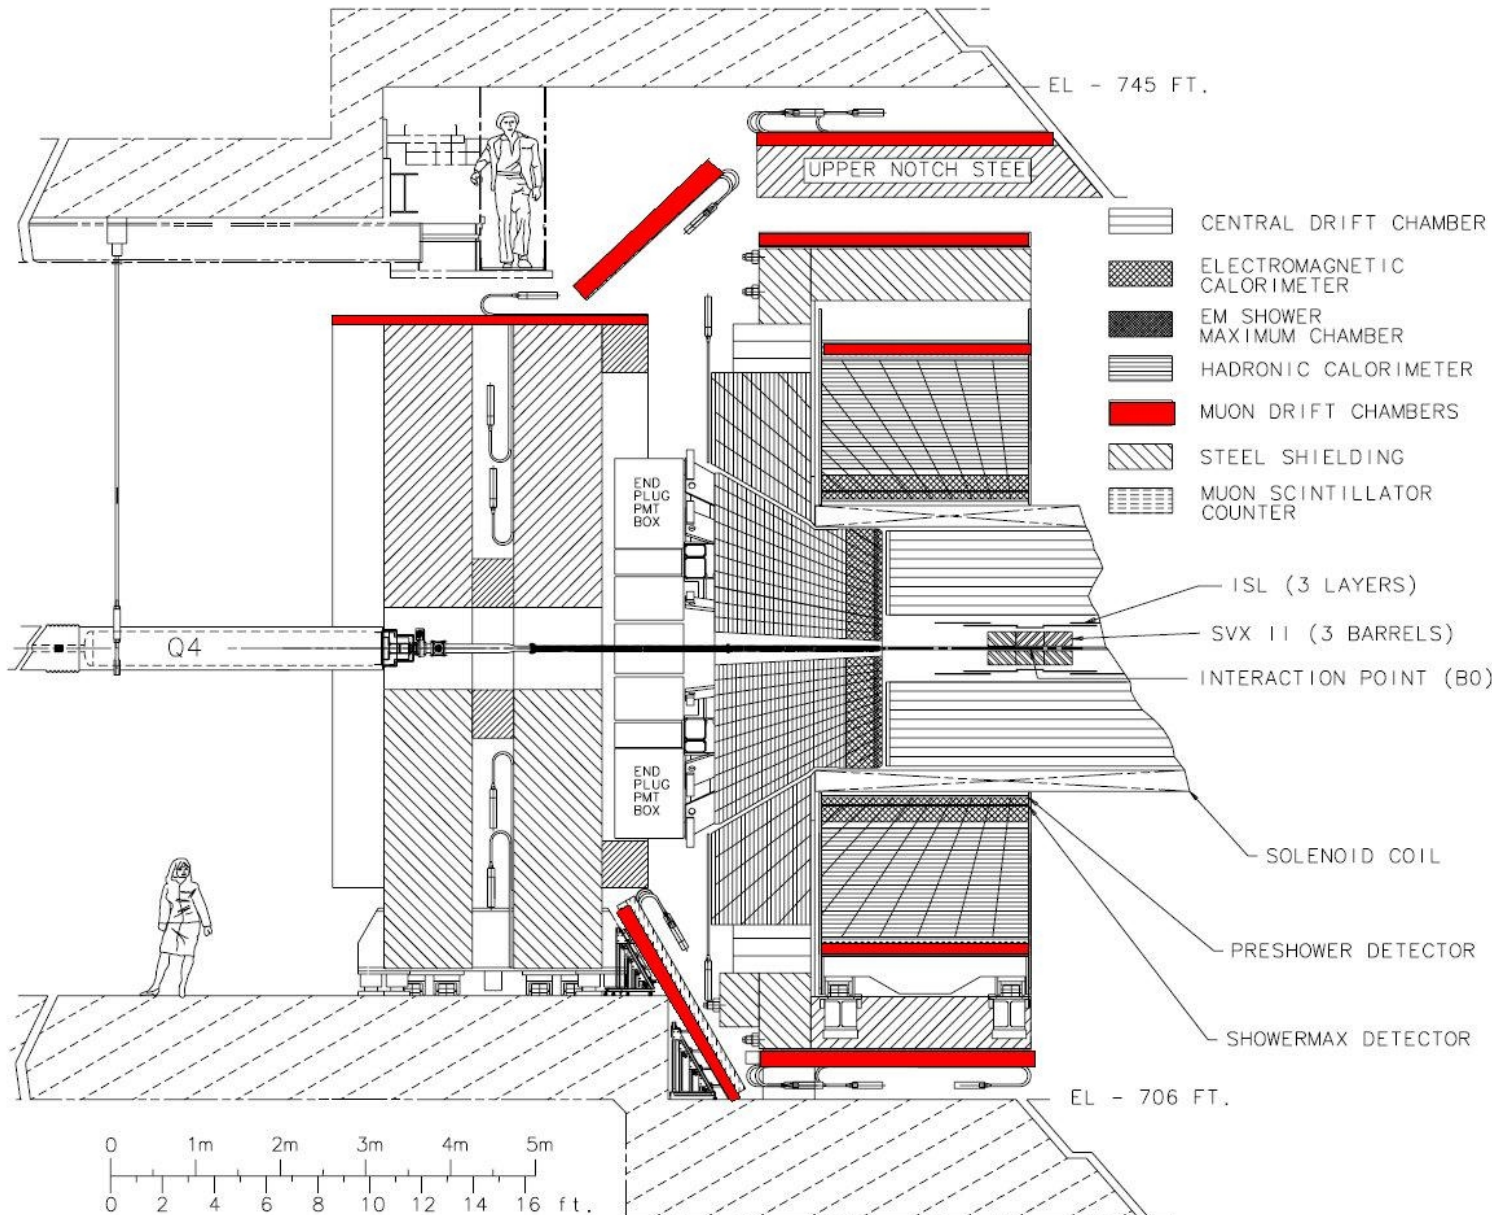 EL - 745 FT.
UPPER NOTCH STEEL
CENTRAL DRIFT CHAMBER
ELECTROMAGNETIC
CALORIMETER
EM SHOWER
MAXIMUM CHAMBER
HADRONIC CALORIMETER
MUON DRIFT CHAMBERS
STEEL SHIELDING
MUON SCINTILLATOR
COUNTER
END
PLUG
PMT
BOX
ISL (3 LAYERS)
SVX II (3 BARRELS)
Q4
INTERACTION POINT (B0)
END
PLUG
PMT
BOX
SOLENOID COIL
PRESHOWER DETECTOR
SHOWERMAX DETECTOR
EL - 706 FT.
0 1m 2m 3m 4m 5m
0 2 4 6 8 10 12 14 16 ft.